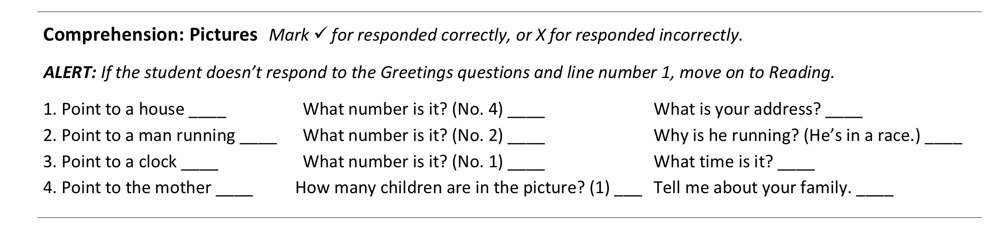 Comprehension: Pictures Mark ✓ for responded correctly, or X for responded incorrectly.
ALERT: If the student doesn’t respond to the Greetings questions and line number 1, move on to Reading.
1. Point to a house ____ What number is it? (No. 4) ____ What is your address? ____
2. Point to a man running ____ What number is it? (No. 2) ____ Why is he running? (He’s in a race.) ____
3. Point to a clock ____ What number is it? (No. 1) ____ What time is it? ____
4. Point to the mother ____ How many children are in the picture? (1) ___ Tell me about your family. ____